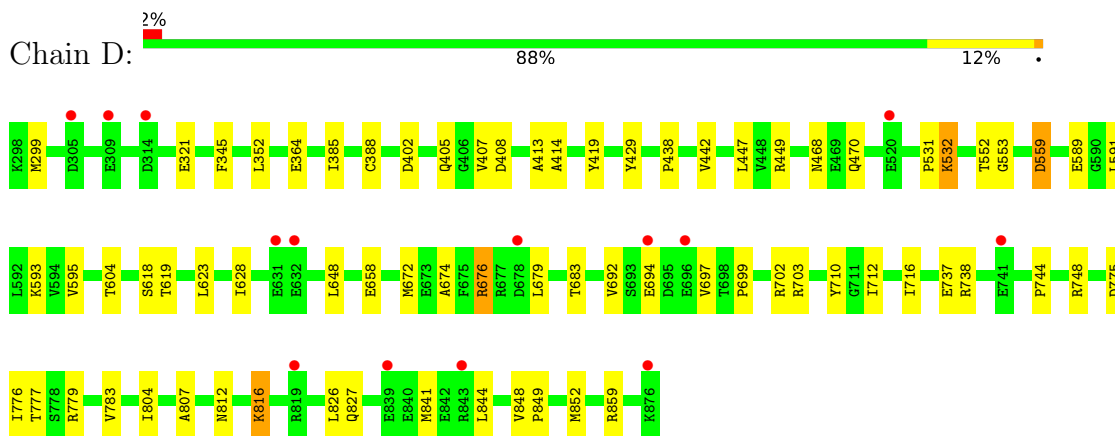 2%
Chain D:
88% 12% •
K298 M299 D305 E309 D314 E321 F345 L352 E364 I385 C388 D402 Q405 G406 V407 D408 A413 A414 Y419 Y429 P438 V442 L447 V448 R449 N468 E469 Q470 E520 P531 K532 T552 G553 D559 E589 G590 L591
L592 K593 V594 V595 T604 S618 T619 L623 I628 E631 E632 L648 E658 M672 E673 A674 F675 R676 R677 D678 L679 T683 V692 S693 E694 D695 E696 V697 T698 P699 R702 R703 Y710 G711 I712 I716 E737 R738 E741 P744 R748 D775
I776 T777 S778 R779 V783 I804 A807 N812 K816 R819 L826 Q827 E839 E840 M841 E842 R843 L844 V848 P849 M852 R859 K876